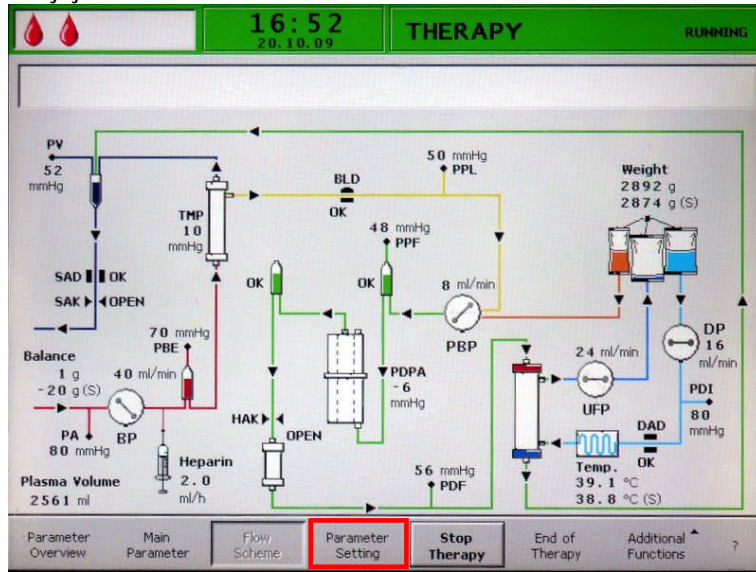 16:52
20.10.09
THERAPY
RUNNING
PV
52
mmHg
BLD
OK
50 mmHg
PPL
Weight
2892 g
2874 g (S)
TMP
10
mmHg
48 mmHg
PPF
SAD OK
SAK OPEN
OK
OK
8 ml/min
PBP
70 mmHg
PBE
Balance
1 g
-20 g (S)
40 ml/min
BP
PA
80 mmHg
PDPA
-6
mmHg
24 ml/min
UFP
DP
16
ml/min
PDI
80
mmHg
DAD
OK
HAK
OPEN
Heparin
2.0
ml/h
56 mmHg
PDF
Temp.
39.1 °C
38.8 °C (S)
Plasma Volume
2561 ml
Parameter
Overview
Main
Parameter
Flow
Scheme
Parameter
Setting
Stop
Therapy
End of
Therapy
Additional
Functions
?